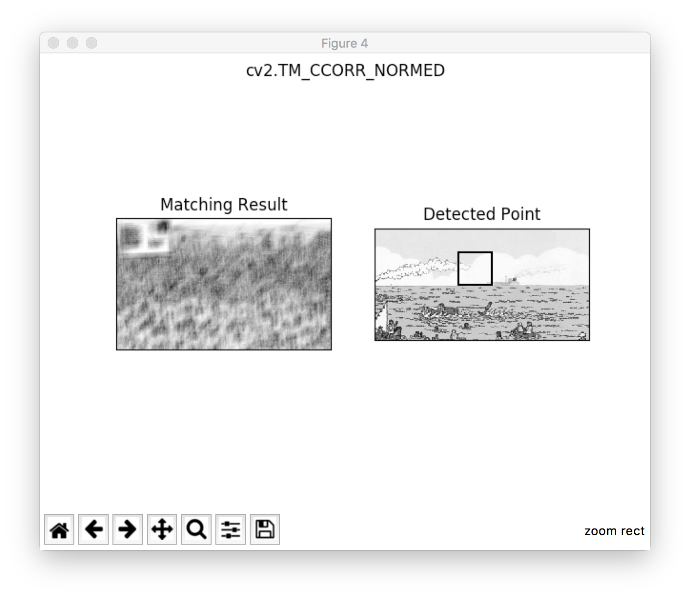 Figure 4
cv2.TM_CCORR_NORMED
Matching Result
Detected Point
zoom rect